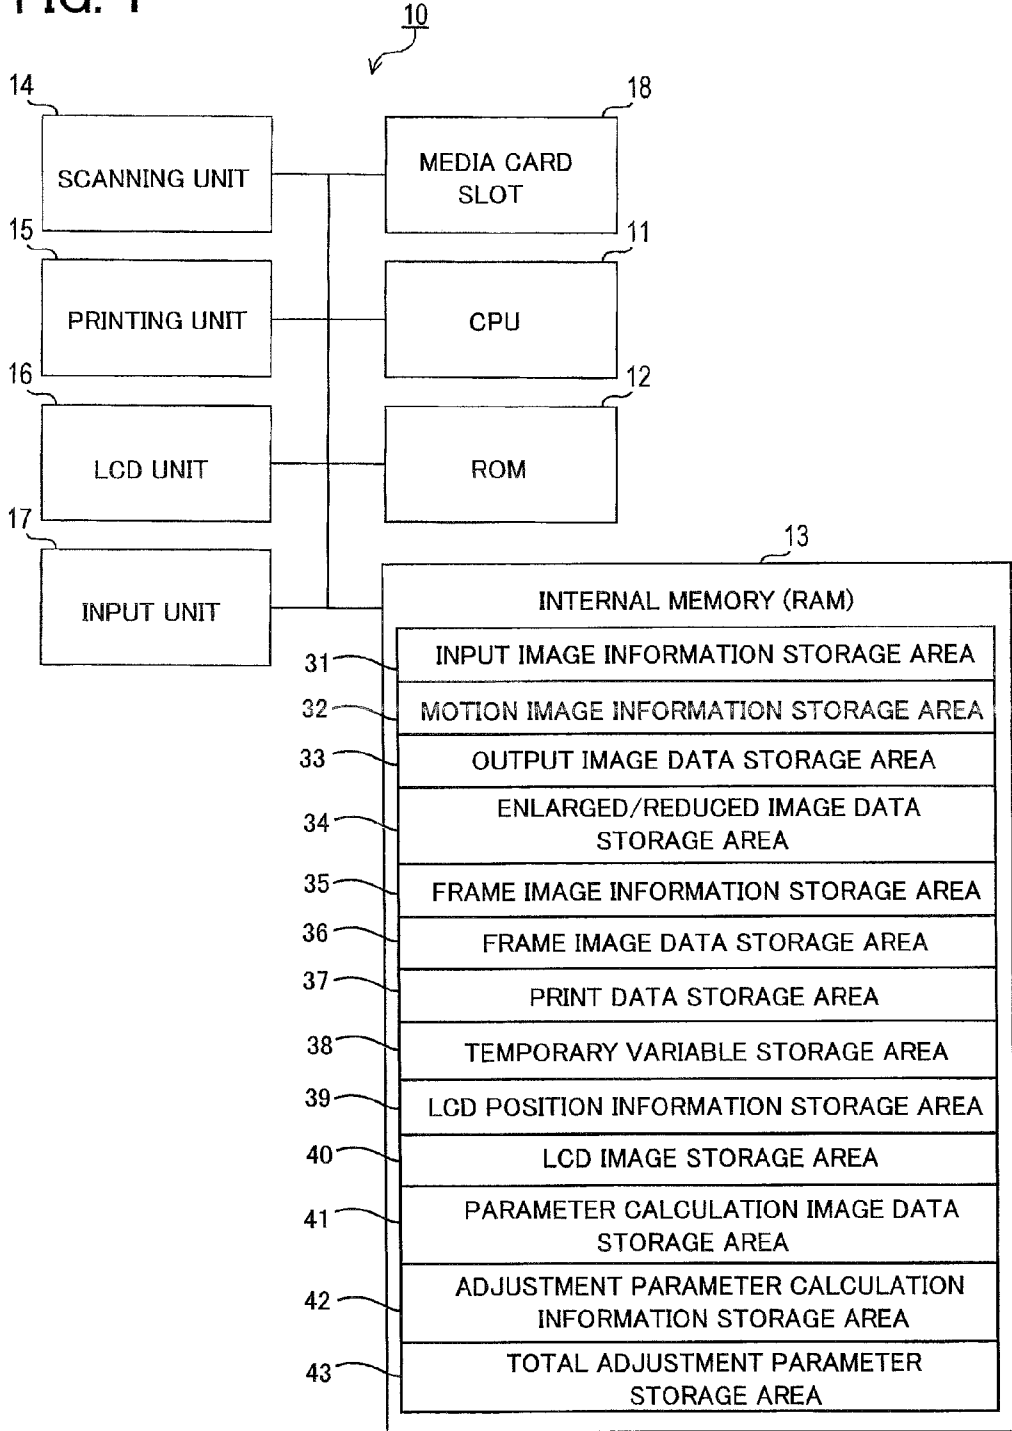 10
14
SCANNING UNIT
18
MEDIA CARD
SLOT
15
PRINTING UNIT
11
CPU
16
LCD UNIT
12
ROM
17
INPUT UNIT
13
INTERNAL MEMORY (RAM)
31 INPUT IMAGE INFORMATION STORAGE AREA
32 MOTION IMAGE INFORMATION STORAGE AREA
33 OUTPUT IMAGE DATA STORAGE AREA
34 ENLARGED/REDUCED IMAGE DATA
STORAGE AREA
35 FRAME IMAGE INFORMATION STORAGE AREA
36 FRAME IMAGE DATA STORAGE AREA
37 PRINT DATA STORAGE AREA
38 TEMPORARY VARIABLE STORAGE AREA
39 LCD POSITION INFORMATION STORAGE AREA
40 LCD IMAGE STORAGE AREA
41 PARAMETER CALCULATION IMAGE DATA
STORAGE AREA
42 ADJUSTMENT PARAMETER CALCULATION
INFORMATION STORAGE AREA
43 TOTAL ADJUSTMENT PARAMETER
STORAGE AREA